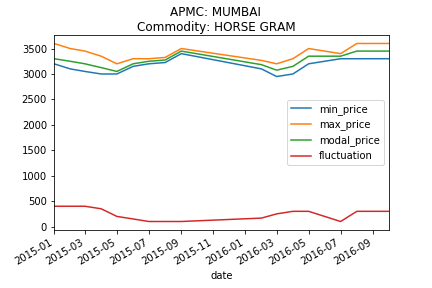 APMC: MUMBAI
Commodity: HORSE GRAM
3500
3000
2500
2000
1500
1000
500
0
min_price
max_price
modal_price
fluctuation
2015-01
2015-03
2015-05
2015-07
2015-09
2015-11
2016-01
2016-03
2016-05
2016-07
2016-09
date